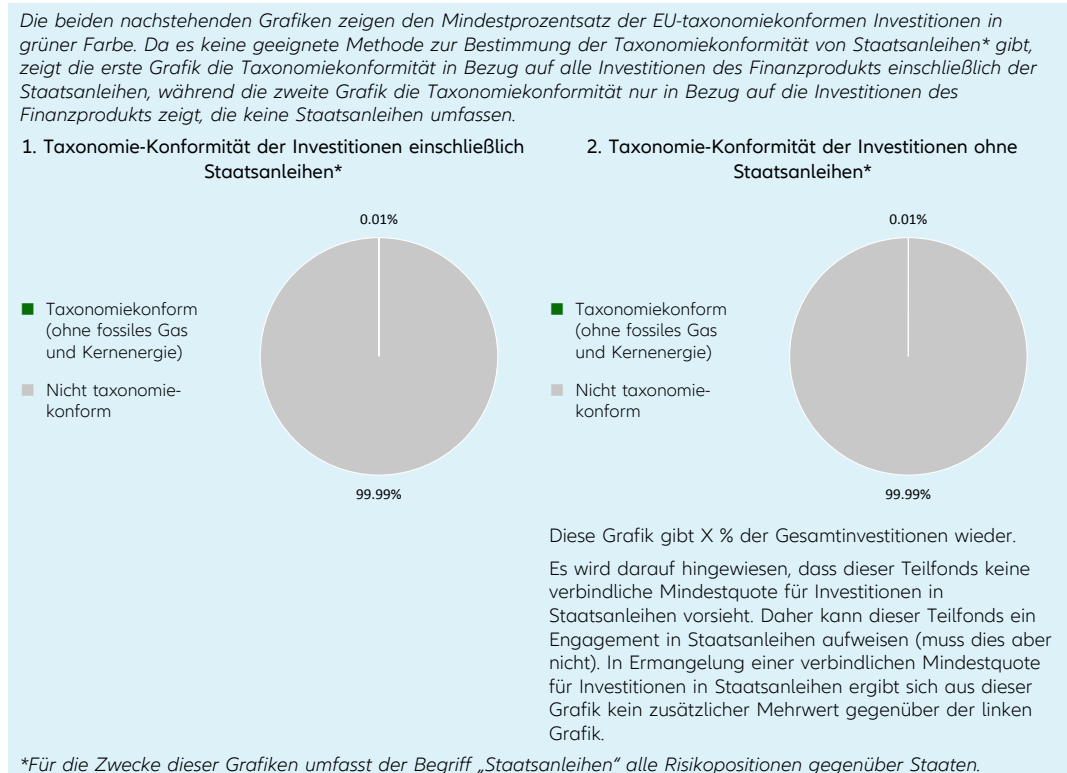 Die beiden nachstehenden Grafiken zeigen den Mindestprozentsatz der EU-taxonomiekonformen Investitionen in
grüner Farbe. Da es keine geeignete Methode zur Bestimmung der Taxonomiekonformität von Staatsanleihen* gibt,
zeigt die erste Grafik die Taxonomiekonformität in Bezug auf alle Investitionen des Finanzprodukts einschließlich der
Staatsanleihen, während die zweite Grafik die Taxonomiekonformität nur in Bezug auf die Investitionen des
Finanzprodukts zeigt, die keine Staatsanleihen umfassen.
1. Taxonomie-Konformität der Investitionen einschließlich
Staatsanleihen*
0.01%
Taxonomiekonform
(ohne fossiles Gas
und Kernenergie)
Nicht taxonomie-
konform
99.99%
2. Taxonomie-Konformität der Investitionen ohne
Staatsanleihen*
0.01%
Taxonomiekonform
(ohne fossiles Gas
und Kernenergie)
Nicht taxonomie-
konform
99.99%
Diese Grafik gibt X % der Gesamtinvestitionen wieder.
Es wird darauf hingewiesen, dass dieser Teilfonds keine
verbindliche Mindestquote für Investitionen in
Staatsanleihen vorsieht. Daher kann dieser Teilfonds ein
Engagement in Staatsanleihen aufweisen (muss dies aber
nicht). In Ermangelung einer verbindlichen Mindestquote
für Investitionen in Staatsanleihen ergibt sich aus dieser
Grafik kein zusätzlicher Mehrwert gegenüber der linken
Grafik.
*Für die Zwecke dieser Grafiken umfasst der Begriff „Staatsanleihen" alle Risikopositionen gegenüber Staaten.